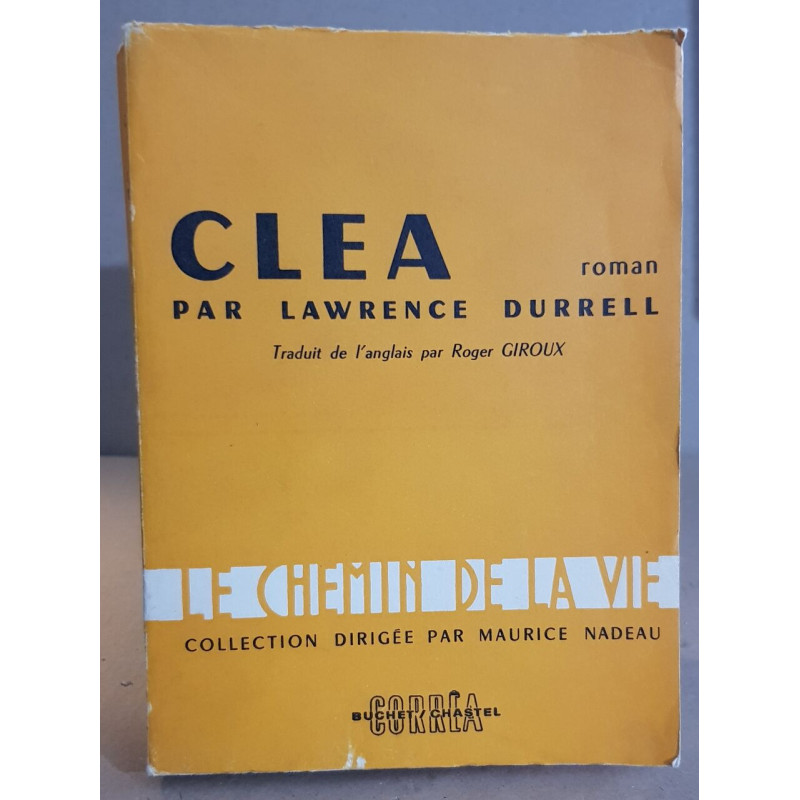 CLEA
roman
PAR LAWRENCE DURRELL
Traduit de l'anglais par Roger GIROUX
LE CHEMIN DE LA VIE
COLLECTION DIRIGÉE PAR MAURICE NADEAU
CORRÊA
BUCHET/CHASTEL